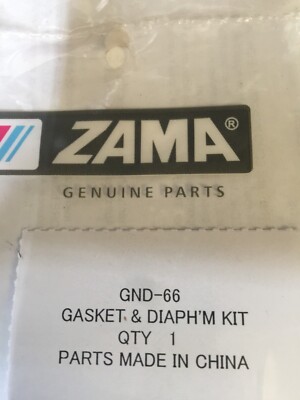 ZAMA®
GENUINE PARTS
GND-66
GASKET & DIAPH'M KIT
QTY 1
PARTS MADE IN CHINA